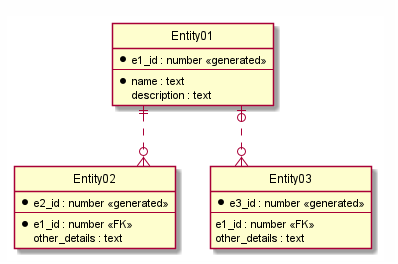 Entity01
e1_id : number «generated»
name : text
description : text
Entity02
e2_id : number «generated»
e1_id : number «FK»
other_details : text
Entity03
e3_id : number «generated»
e1_id : number «FK»
other_details : text